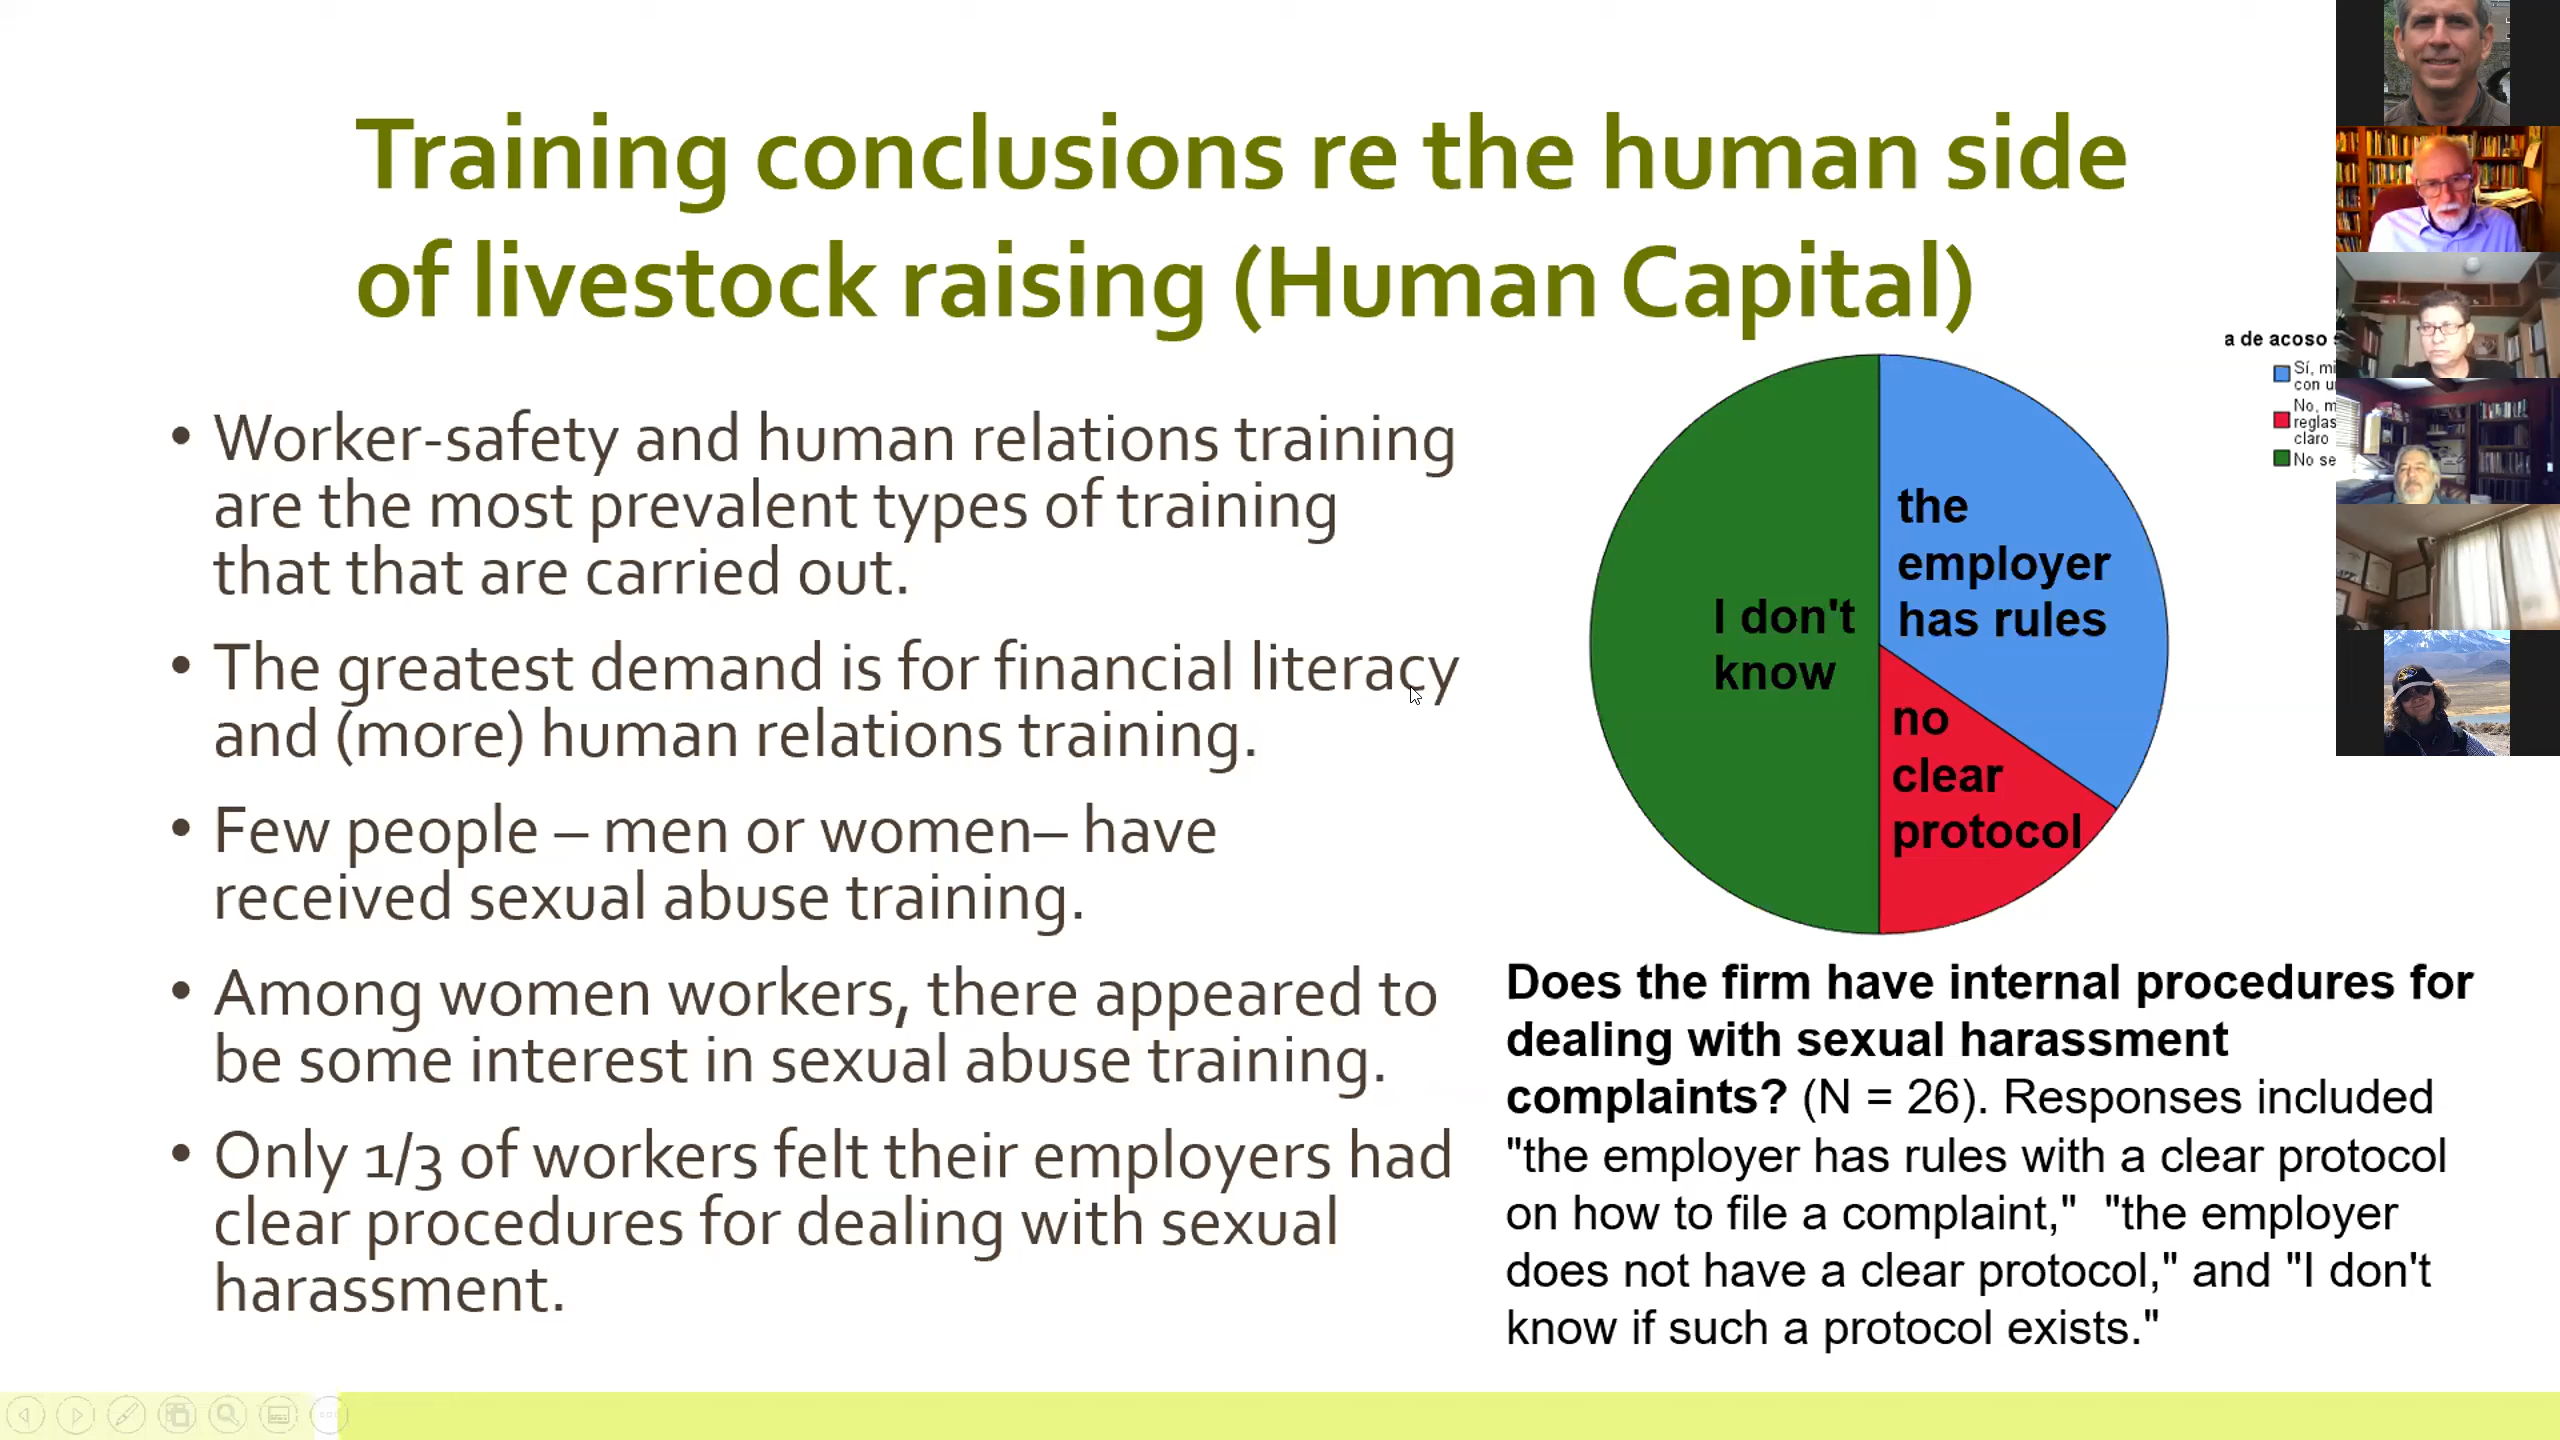 Training conclusions re the human side
of livestock raising (Human Capital)
• Worker-safety and human relations training
are the most prevalent types of training
that that are carried out.
• The greatest demand is for financial literacy
and (more) human relations training.
• Few people – men or women– have
received sexual abuse training.
• Among women workers, there appeared to
be some interest in sexual abuse training.
• Only 1/3 of workers felt their employers had
clear procedures for dealing with sexual
harassment.
a de acoso
Sí, mi
con
No, m
reglas
claro
No se
the
employer
has rules
I don't
know
no
clear
protocol
Does the firm have internal procedures for
dealing with sexual harassment
complaints? (N = 26). Responses included
"the employer has rules with a clear protocol
on how to file a complaint," "the employer
does not have a clear protocol," and "I don't
know if such a protocol exists."